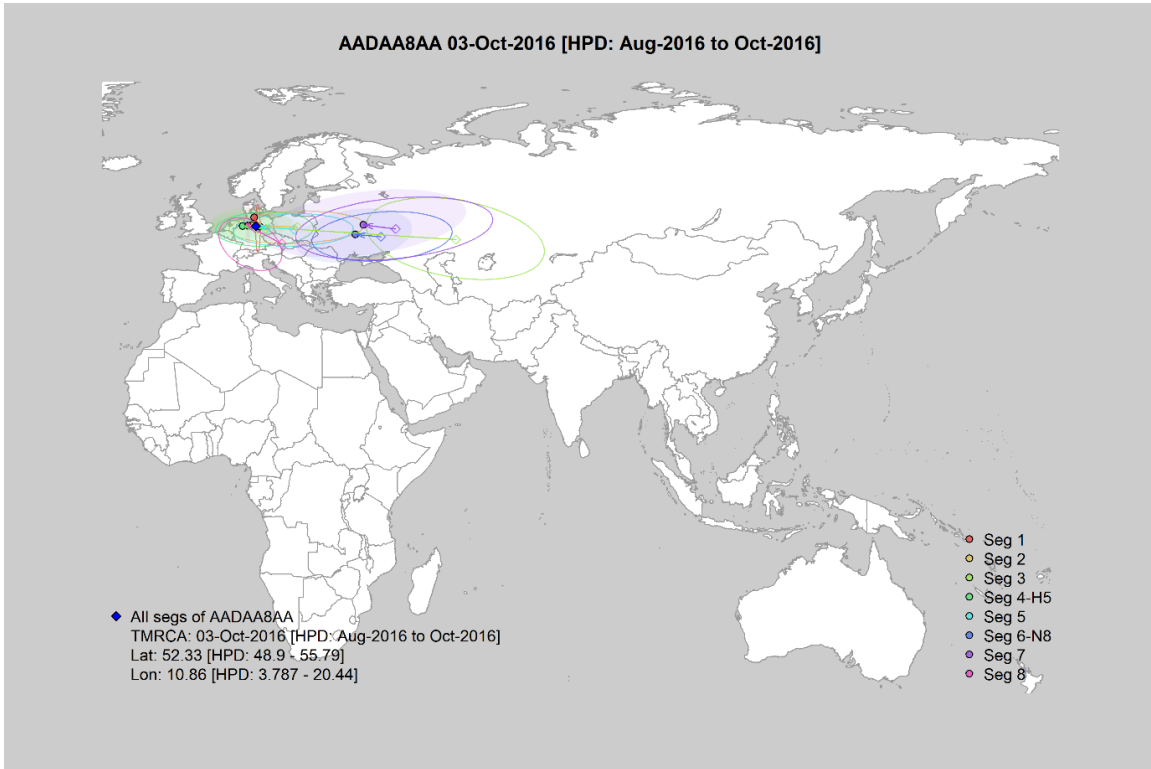 AADAA8AA 03-Oct-2016 [HPD: Aug-2016 to Oct-2016]
Seg 1
Seg 2
Seg 3
Seg 4-H5
Seg 5
Seg 6-N8
Seg 7
Seg 8
All segs of AADAA8AA
TMRCA: 03-Oct-2016 [HPD: Aug-2016 to Oct-2016]
Lat: 52.33 [HPD: 48.9 - 55.79]
Lon: 10.86 [HPD: 3.787 - 20.44]